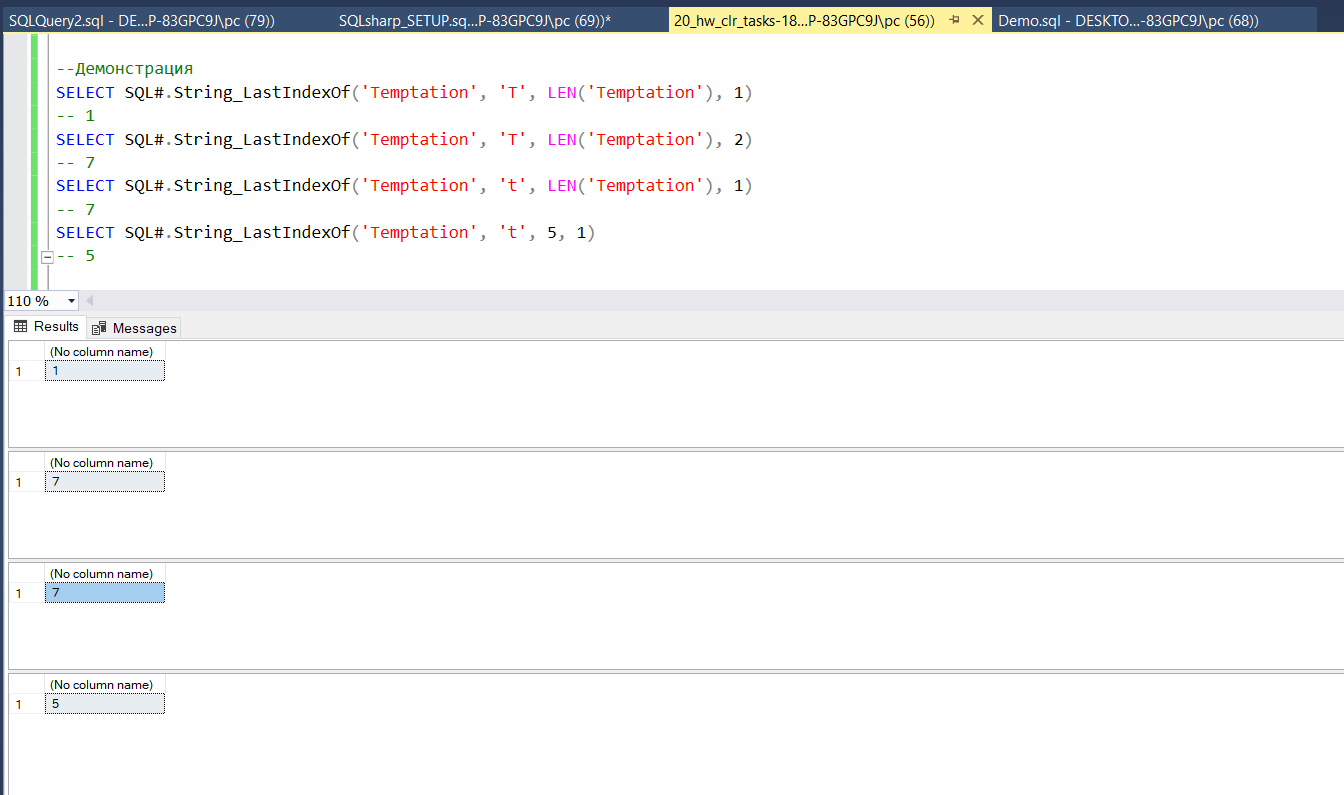 SQLQuery2.sql - DE...P-83GPC9J\pc (79))
SQLsharp_SETUP.sq...P-83GPC9J\pc (69))*
20_hw_clr_tasks-18...P-83GPC9J\pc (56))
Demo.sql - DESKTO...-83GPC9J\pc (68))
--Демонстрация
SELECT SQL#.String_LastIndexOf('Temptation', 'T', LEN('Temptation'), 1)
-- 1
SELECT SQL#.String_LastIndexOf('Temptation', 'T', LEN('Temptation'), 2)
-- 7
SELECT SQL#.String_LastIndexOf('Temptation', 't', LEN('Temptation'), 1)
-- 7
SELECT SQL#.String_LastIndexOf('Temptation', 't', 5, 1)
-- 5
110 %
Results
Messages
(No column name)
1 1
(No column name)
1 7
(No column name)
1 7
(No column name)
1 5